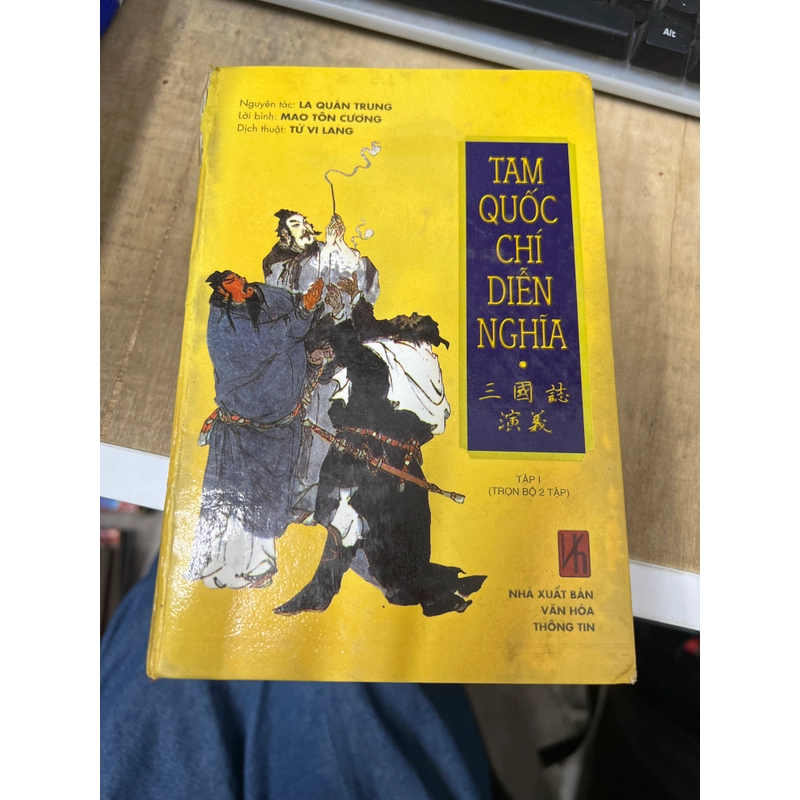 Alt
Nguyên tác: LA QUÁN TRUNG
Lời bình: MAO TÔN CƯƠNG
Dịch thuật: TỬ VI LANG
TAM
QUỐC
CHÍ
DIỄN
NGHĨA
三國誌
演義
TẬP I
(TRỌN BỘ 2 TẬP)
NHÀ XUẤT BẢN
VĂN HÓA
THÔNG TIN